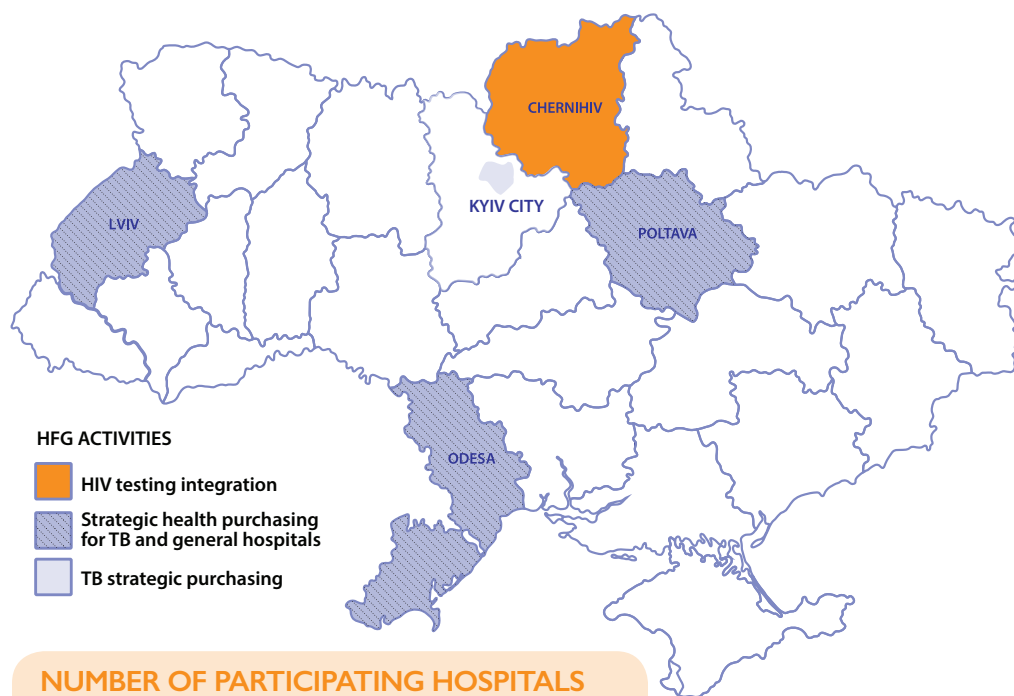 CHERNIHIV
LVIV
KYIV CITY
POLTAVA
ODESA
HFG ACTIVITIES
HIV testing integration
Strategic health purchasing
for TB and general hospitals
TB strategic purchasing
NUMBER OF PARTICIPATING HOSPITALS